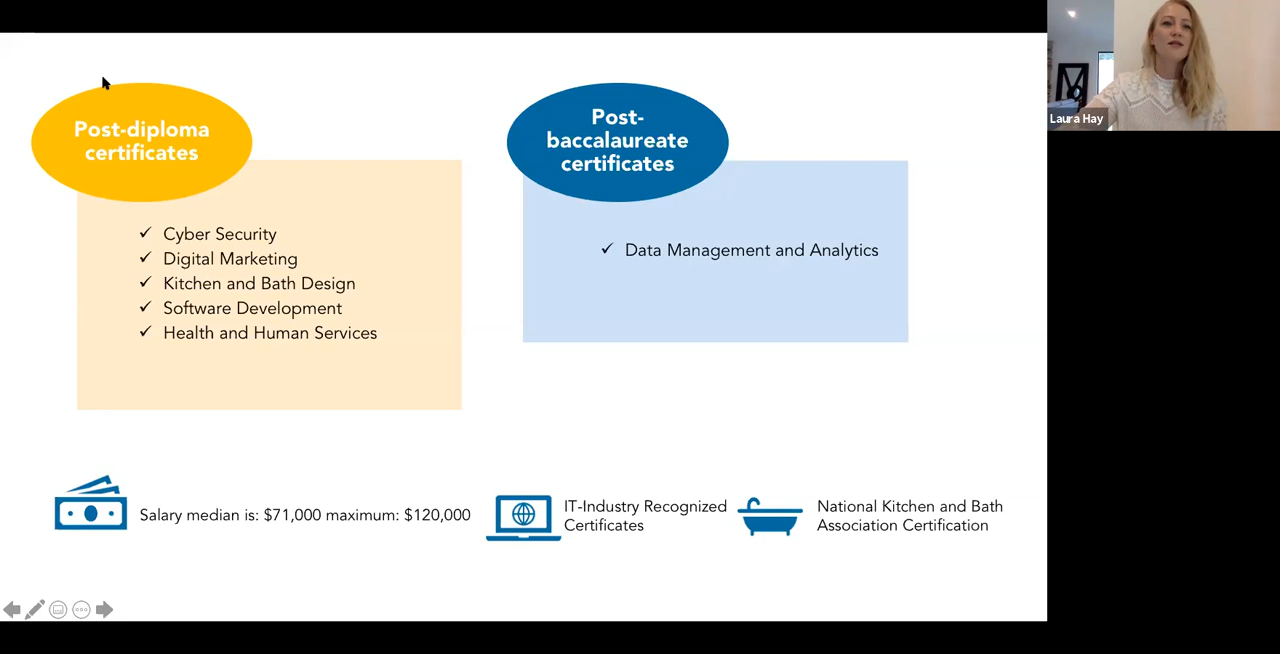 Post-diploma
certificates
Cyber Security
Digital Marketing
Kitchen and Bath Design
Software Development
Health and Human Services
Post-
baccalaureate
certificates
Data Management and Analytics
Salary median is: $71,000 maximum: $120,000
IT-Industry Recognized
Certificates
National Kitchen and Bath
Association Certification
Laura Hay